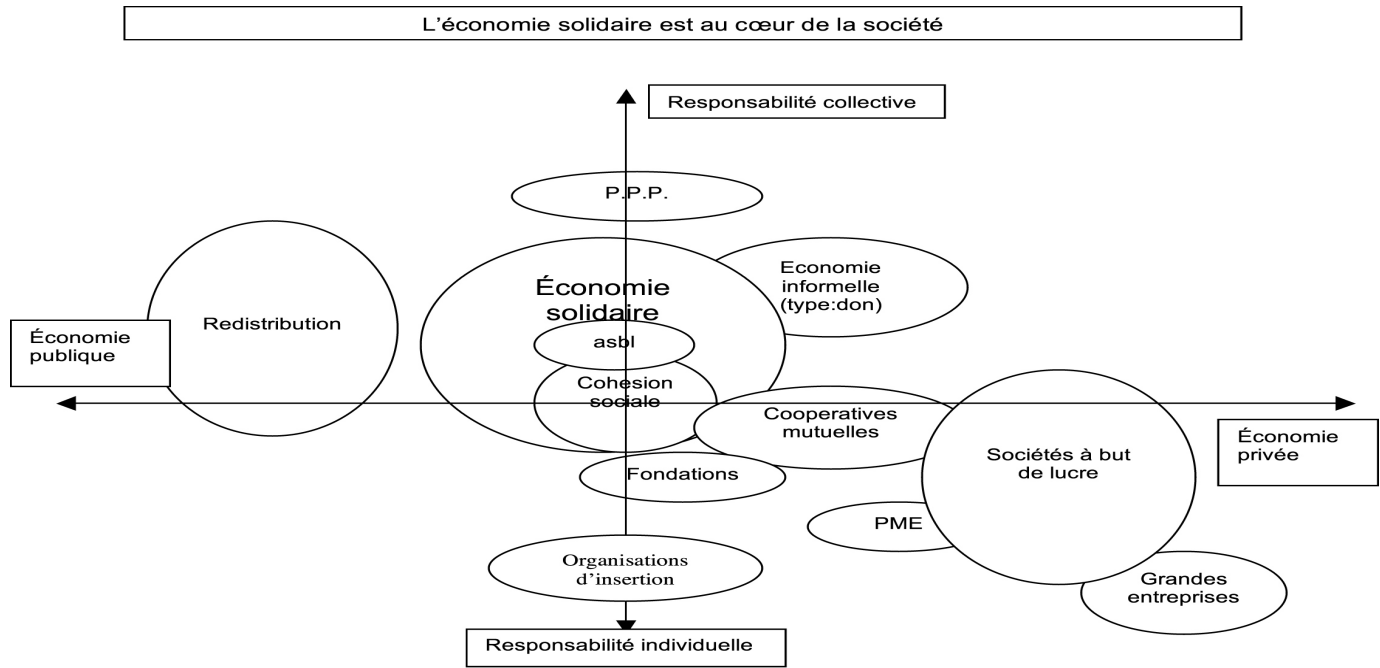 L'économie solidaire est au cœur de la société
Responsabilité collective
P.P.P.
Économie
solidaire
Economie
informelle
(type:don)
Redistribution
Économie
publique
asbl
Cohesion
sociale
Cooperatives
mutuelles
Économie
privée
Sociétés à but
de lucre
Fondations
PME
Organisations
d'insertion
Grandes
entreprises
Responsabilité individuelle